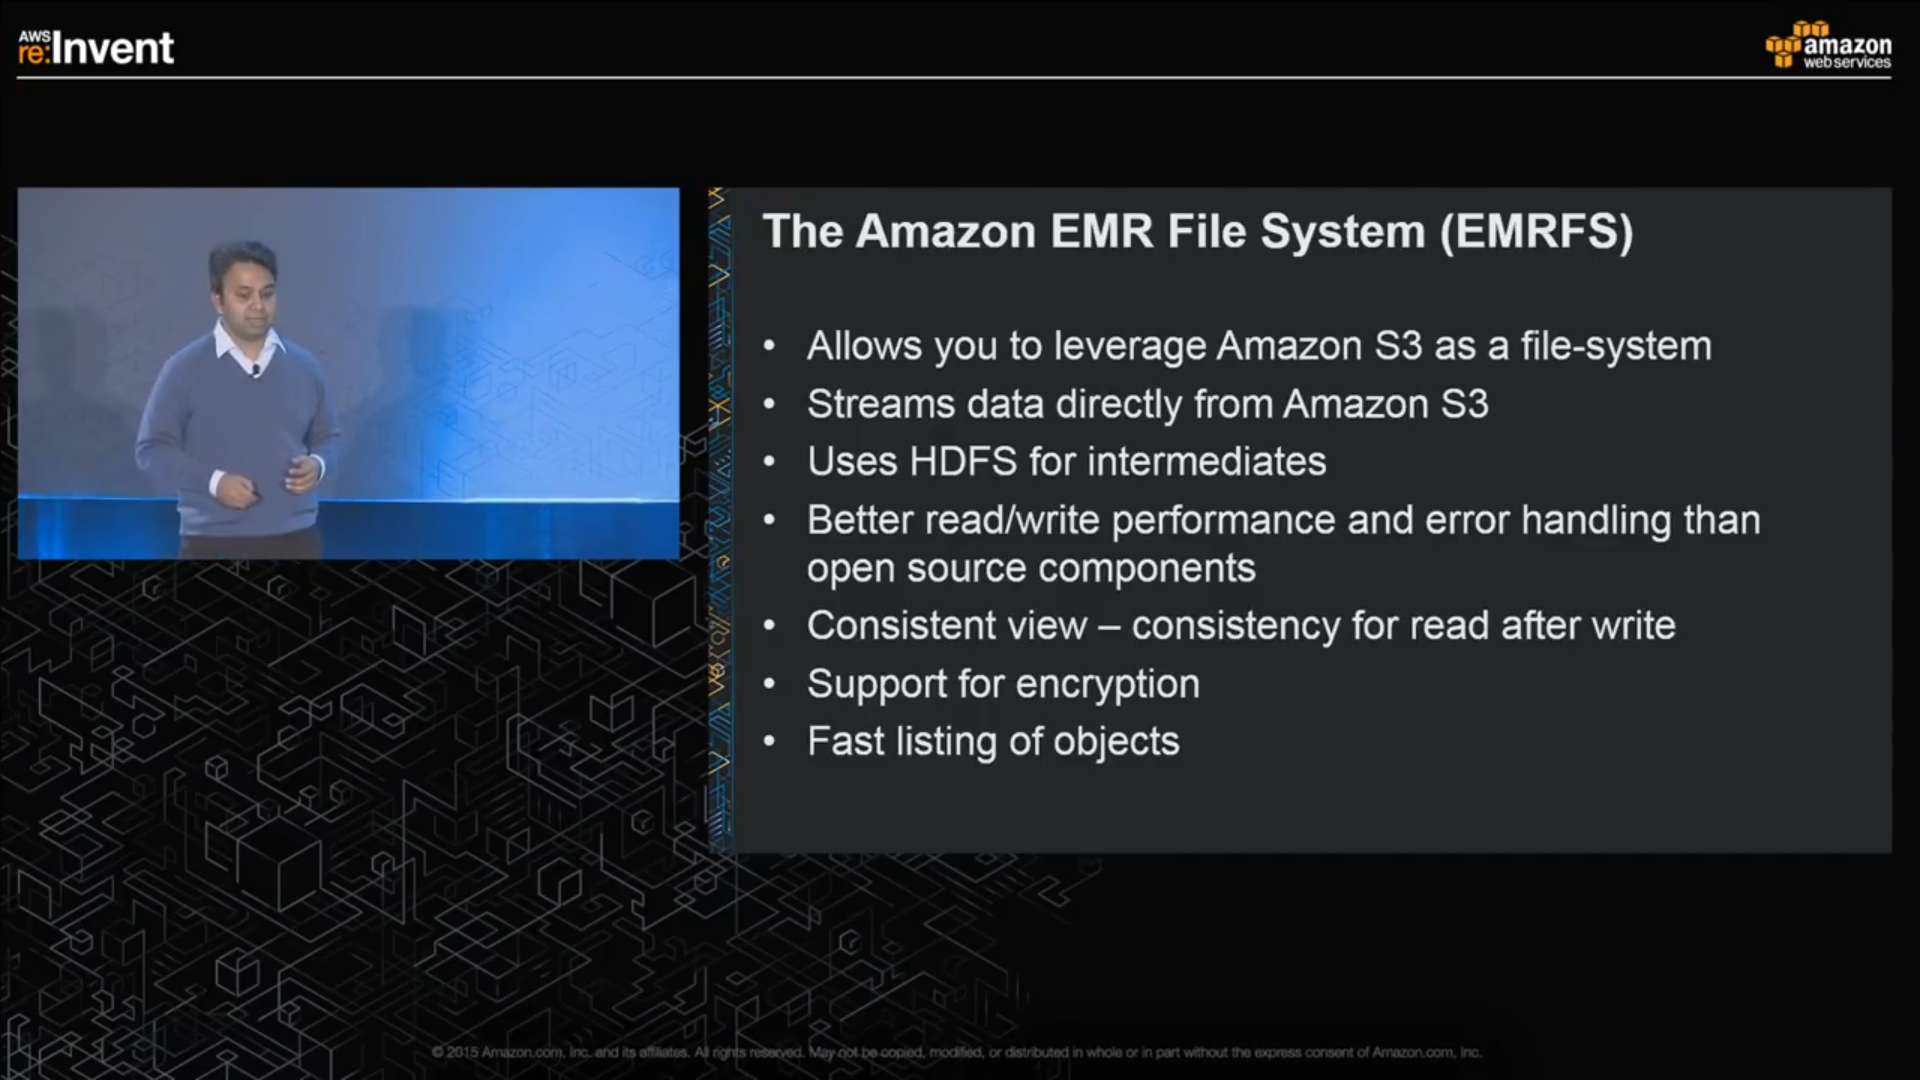 AWS
re:Invent
amazon
web services
The Amazon EMR File System (EMRFS)
• Allows you to leverage Amazon S3 as a file-system
• Streams data directly from Amazon S3
• Uses HDFS for intermediates
• Better read/write performance and error handling than
open source components
• Consistent view – consistency for read after write
• Support for encryption
• Fast listing of objects
© 2015 Amazon.com, Inc. and its affiliates. All rights reserved. May not be copied, modified, or distributed in whole or in part without the express consent of Amazon.com, Inc.